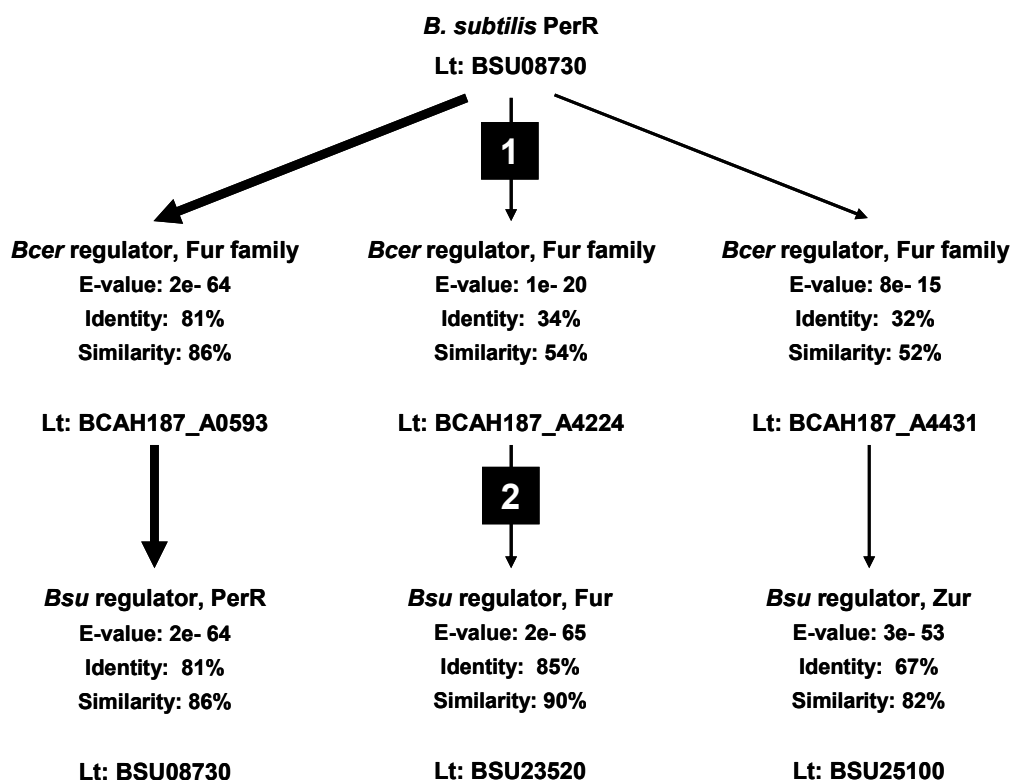 B. subtilis PerR
Lt: BSU08730
1
Bcer regulator, Fur family
E-value: 2e- 64
Identity: 81%
Similarity: 86%
Lt: BCAH187_A0593
Bcer regulator, Fur family
E-value: 1e- 20
Identity: 34%
Similarity: 54%
Lt: BCAH187_A4224
Bcer regulator, Fur family
E-value: 8e- 15
Identity: 32%
Similarity: 52%
Lt: BCAH187_A4431
2
Bsu regulator, PerR
E-value: 2e- 64
Identity: 81%
Similarity: 86%
Lt: BSU08730
Bsu regulator, Fur
E-value: 2e- 65
Identity: 85%
Similarity: 90%
Lt: BSU23520
Bsu regulator, Zur
E-value: 3e- 53
Identity: 67%
Similarity: 82%
Lt: BSU25100